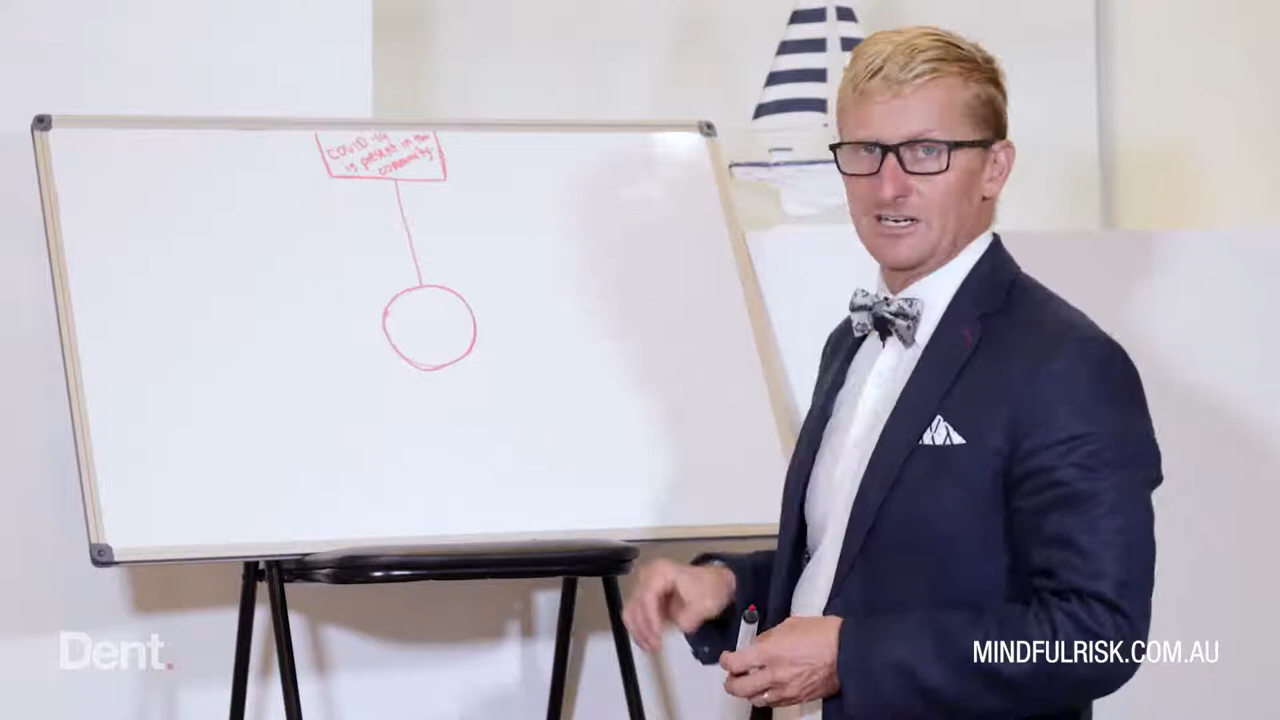 COVID-19
is present in the
community
Dent.
MINDFULRISK.COM.AU